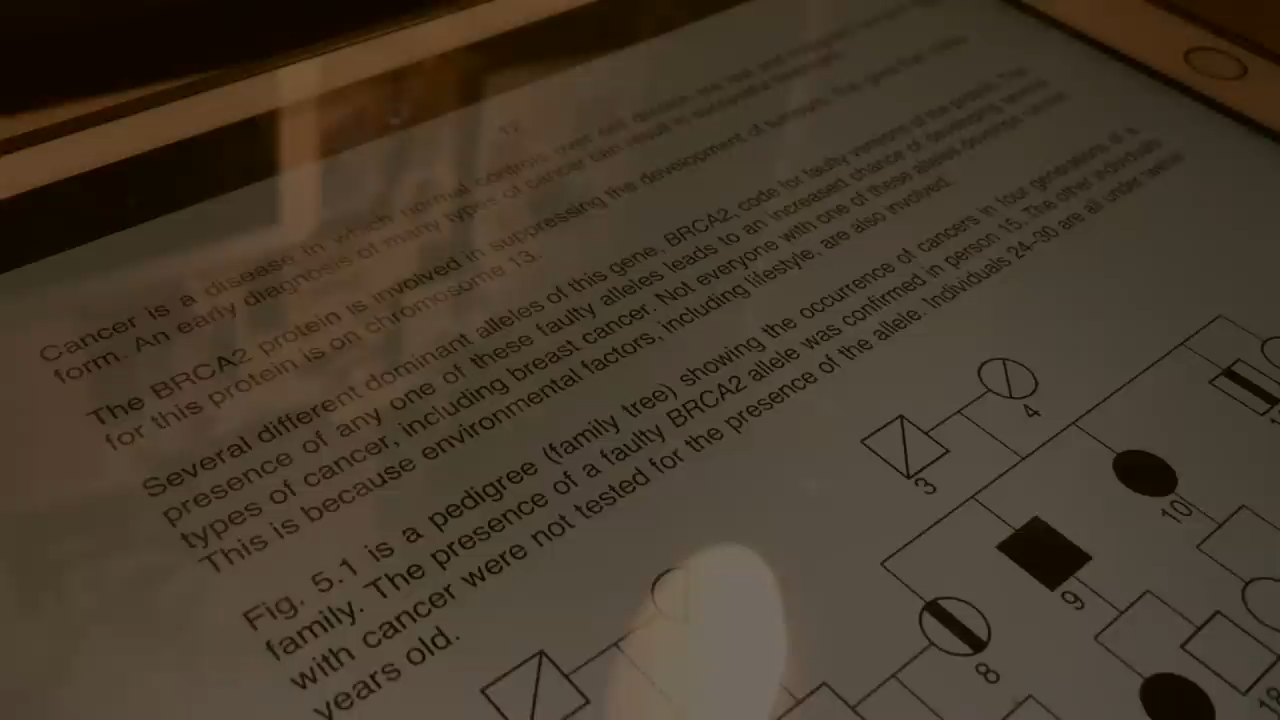 12
Cancer is a disease in which normal controls over cell division are lost and
form. An early diagnosis of many types of cancer can result in successful treatment.
The BRCA2 protein is involved in suppressing the development of tumours. The gene that codes
for this protein is on chromosome 13.
Several different dominant alleles of this gene, BRCA2, code for faulty versions of the protein. The
presence of any one of these faulty alleles leads to an increased chance of developing several
types of cancer, including breast cancer. Not everyone with one of these alleles develops cancer.
This is because environmental factors, including lifestyle, are also involved.
Fig. 5.1 is a pedigree (family tree) showing the occurrence of cancers in four generations of a
family. The presence of a faulty BRCA2 allele was confirmed in person 15. The other individuals
with cancer were not tested for the presence of the allele. Individuals 24–30 are all under twenty
years old.
4
3
10
9
8